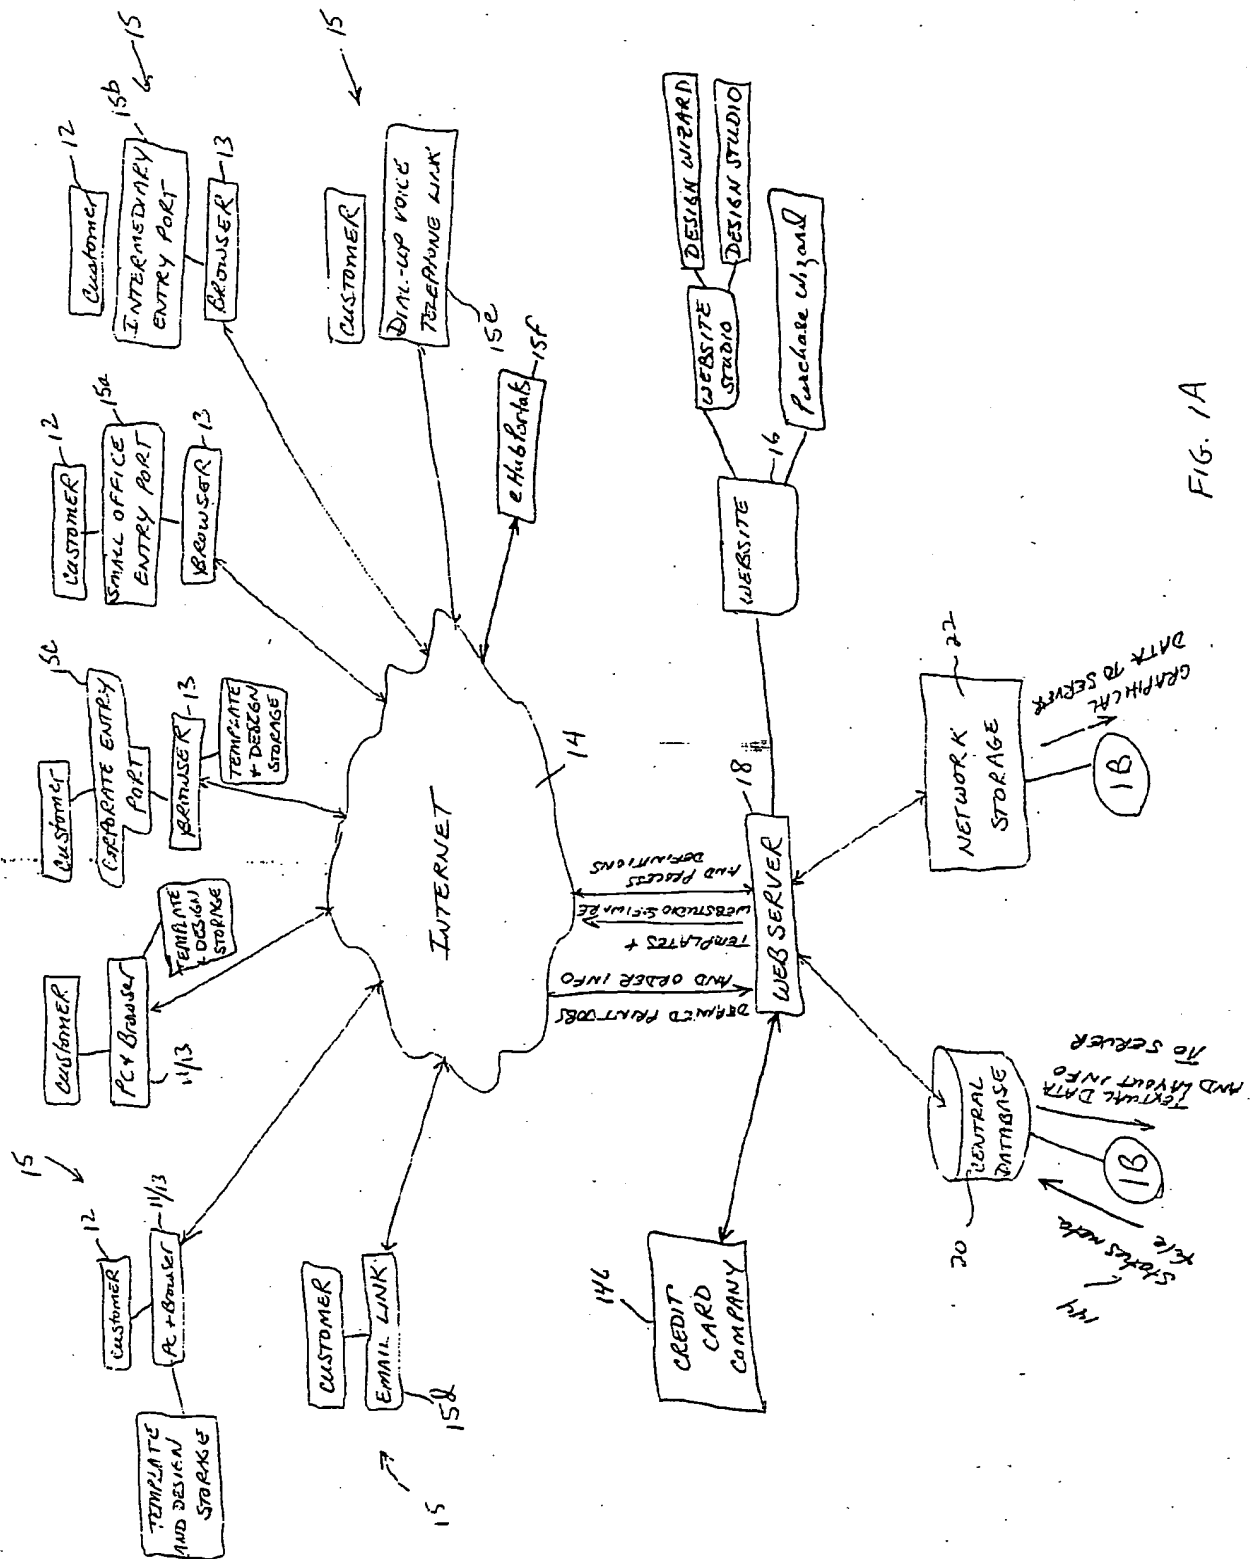 15
12
CUSTOMER
PC + Browser
11/13
TEMPLATE
AND DESIGN
STORAGE
CUSTOMER
PC + Browser
11/13
TEMPLATE
+ DESIGN
STORAGE
Customer
CORPORATE ENTRY
PORT
15c
BROWSER
13
TEMPLATE
+ DESIGN
STORAGE
12
CUSTOMER
SMALL OFFICE
ENTRY PORT
15a
BROWSER
13
12
Customer
INTERMEDIARY
ENTRY PORT
15b
15
BROWSER
13
CUSTOMER
EMAIL LINK
15d
15
INTERNET
14
15
CUSTOMER
DIAL-UP VOICE
TELEPHONE LINK
15e
eHubPortals
15f
DEFINED PRINT JOBS
AND ORDER INFO
TEMPLATES +
WEBSTUDIO SOFTWARE
AND PROCESS
DEFINITIONS
146
CREDIT
CARD
COMPANY
WEB SERVER
18
WEBSITE
16
WEBSITE
STUDIO
DESIGN WIZARD
DESIGN STUDIO
Purchase Wizard
20
CENTRAL
DATABASE
144
Status meta
file
1B
TEXTUAL DATA
AND LAYOUT INFO
TO SERVER
NETWORK
STORAGE
22
1B
GRAPHICAL
DATA TO SERVER
FIG. 1A